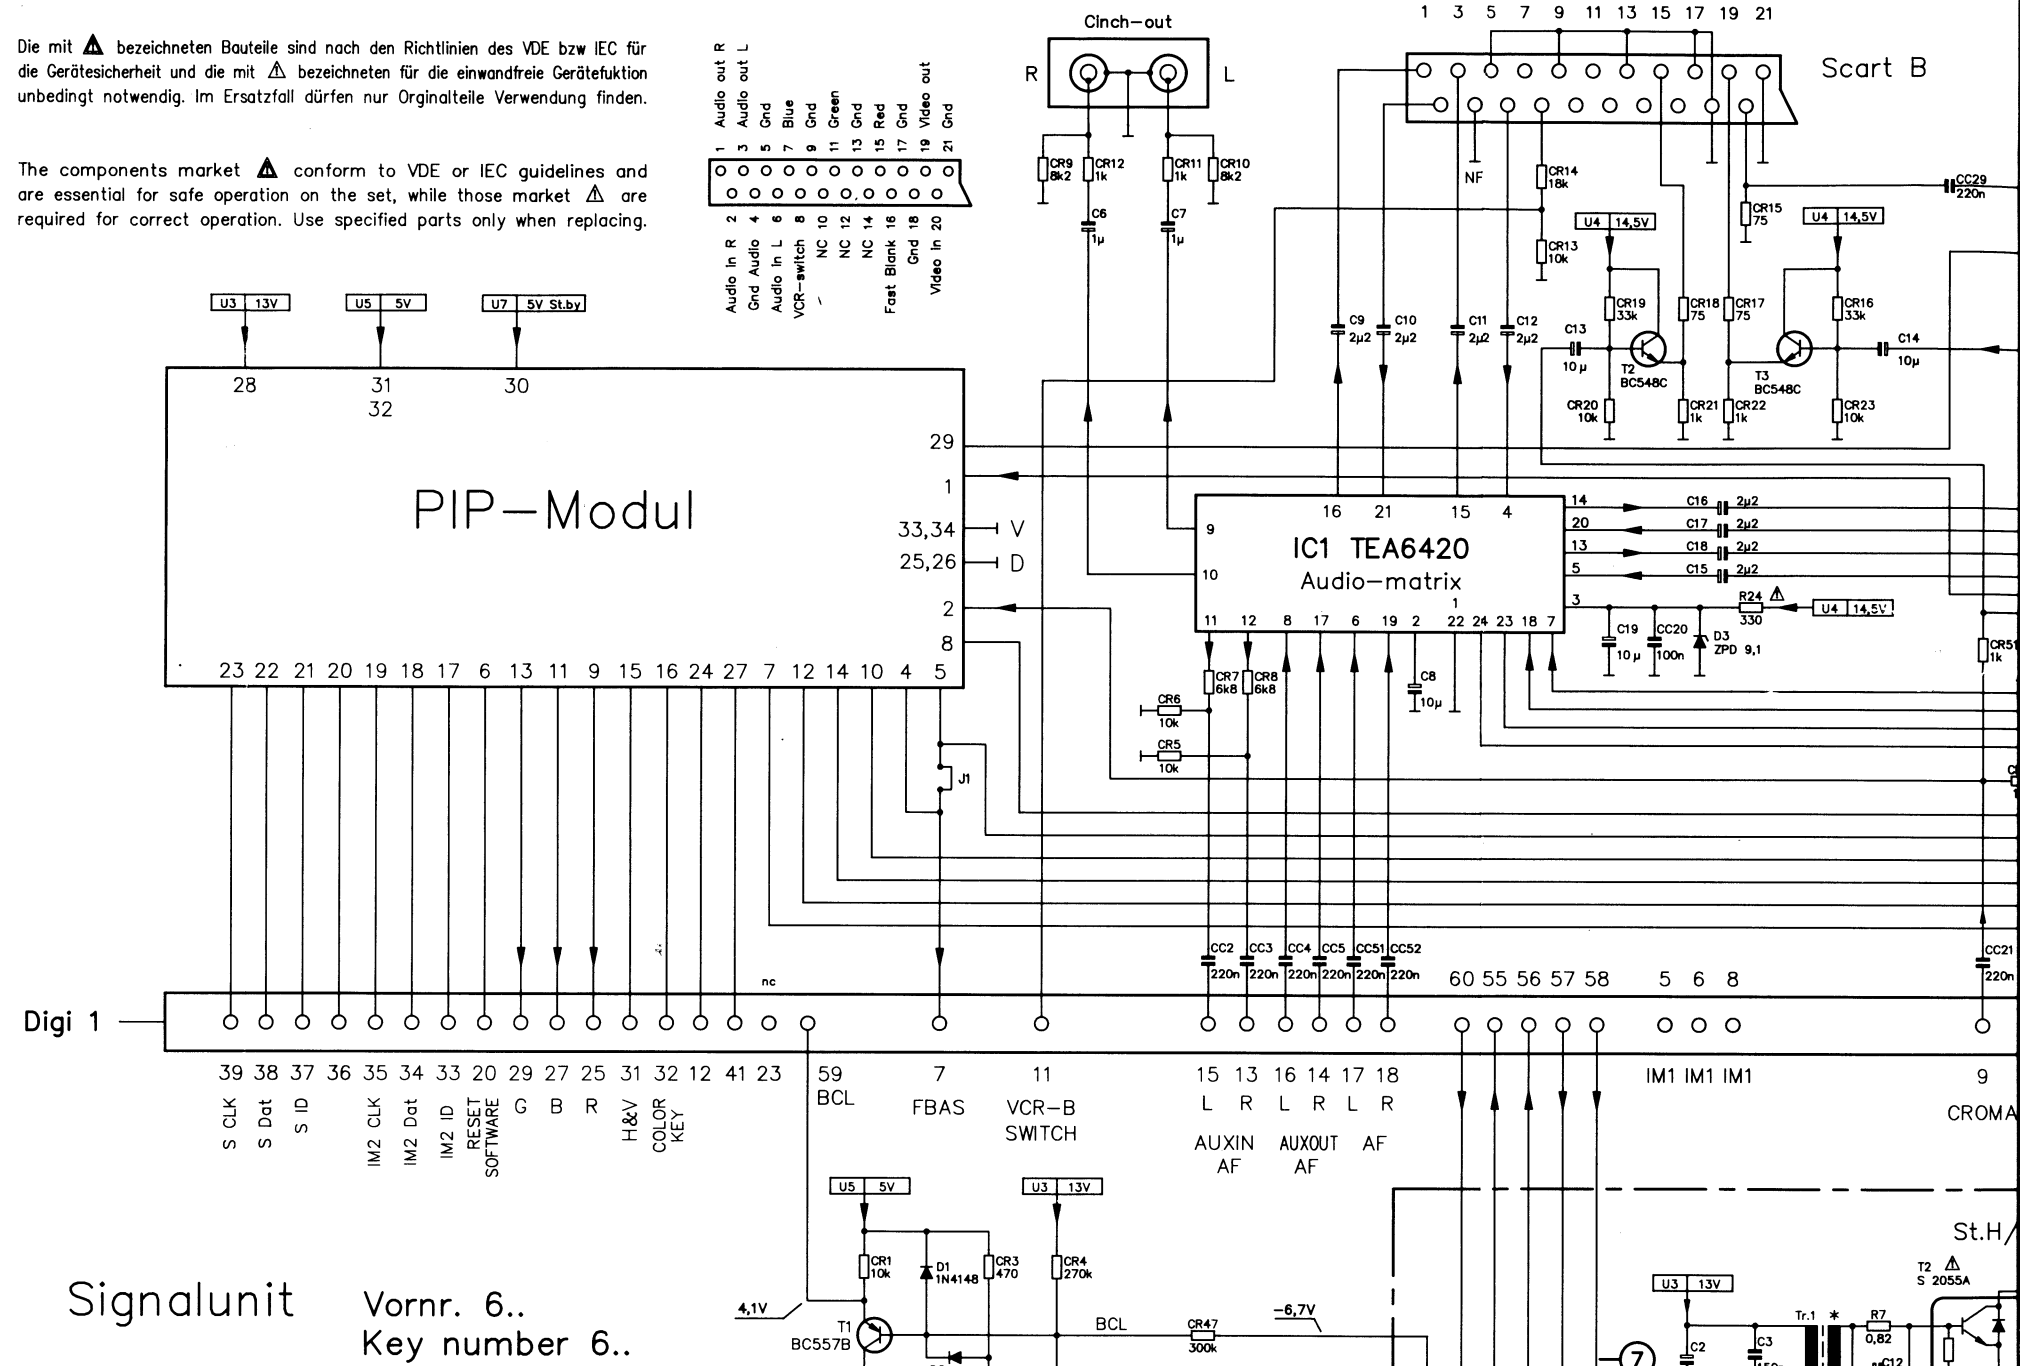 Die mit ⚠ bezeichneten Bauteile sind nach den Richtlinien des VDE bzw IEC für
die Gerätesicherheit und die mit ⚠ bezeichneten für die einwandfreie Gerätefuktion
unbedingt notwendig. Im Ersatzfall dürfen nur Orginalteile Verwendung finden.
The components market ⚠ conform to VDE or IEC guidelines and
are essential for safe operation on the set, while those market ⚠ are
required for correct operation. Use specified parts only when replacing.
1 Audio out R
3 Audio out L
5 Gnd
7 Blue
9 Gnd
11 Green
13 Gnd
15 Red
17 Gnd
19 Video out
21 Gnd
Audio in R 2
Gnd Audio 4
Audio in L 6
VCR-switch 8
NC 10
NC 12
NC 14
Fast Blank 16
Gnd 18
Video in 20
Cinch-out
R L
CR9 8k2
CR12 1k
CR11 1k
CR10 8k2
C6 1µ
C7 1µ
1 3 5 7 9 11 13 15 17 19 21
Scart B
NF
CR14 18k
CR13 10k
CR15 75
CC29 220n
U4 14,5V
U4 14,5V
CR19 33k
CR18 75
CR17 75
CR16 33k
C9 2µ2
C10 2µ2
C11 2µ2
C12 2µ2
C13 10µ
T2 BC548C
T3 BC548C
C14 10µ
CR20 10k
CR21 1k
CR22 1k
CR23 10k
U3 13V
U5 5V
U7 5V St.by
28 31 30
32
29
1
PIP-Modul
33,34 V
25,26 D
2
8
23 22 21 20 19 18 17 6 13 9 11 9 15 16 24 27 7 12 14 10 4 5
16 21 15 4
9
10
IC1 TEA6420
Audio-matrix
14 C16 2µ2
20 C17 2µ2
13 C18 2µ2
5 C15 2µ2
3
R24 ⚠ 330
U4 14,5V
1
11 12 8 17 6 19 2 22 24 23 18 7
C19 10µ
CC20 100n
D3 ZPD 9,1
CR51 1k
CR7 6k8
CR8 6k8
C8 10µ
CR6 10k
CR5 10k
J1
nc
CC2 220n
CC3 220n
CC4 220n
CC5 220n
CC51 220n
CC52 220n
60 55 56 57 58 5 6 8
CC21 220n
Digi 1
39 38 37 36 35 34 33 20 29 27 25 31 32 12 41 23 59 7 11 15 13 16 14 17 18 IM1 IM1 IM1 9
S CLK
S Dat
S ID
IM2 CLK
IM2 Dat
IM2 ID
RESET SOFTWARE
G B R
H&V
COLOR KEY
BCL
FBAS
VCR-B
SWITCH
L R L R L R
AUXIN AUXOUT AF
AF AF
CROMA
U5 5V
U3 13V
CR1 10k
D1 1N4148
CR3 470
CR4 270k
4,1V
T1 BC557B
BCL
CR47 300k
-6,7V
Signalunit
Vornr. 6..
Key number 6..
St.H/
T2 ⚠
S 2055A
U3 13V
Tr.1 *
R7 0,82
C2
C3
C12
7